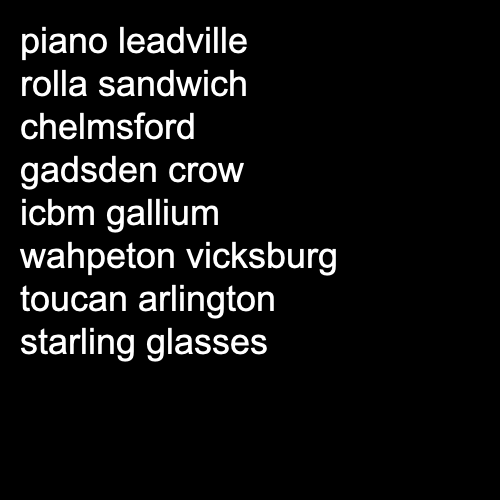 piano leadville
rolla sandwich
chelmsford
gadsden crow
icbm gallium
wahpeton vicksburg
toucan arlington
starling glasses